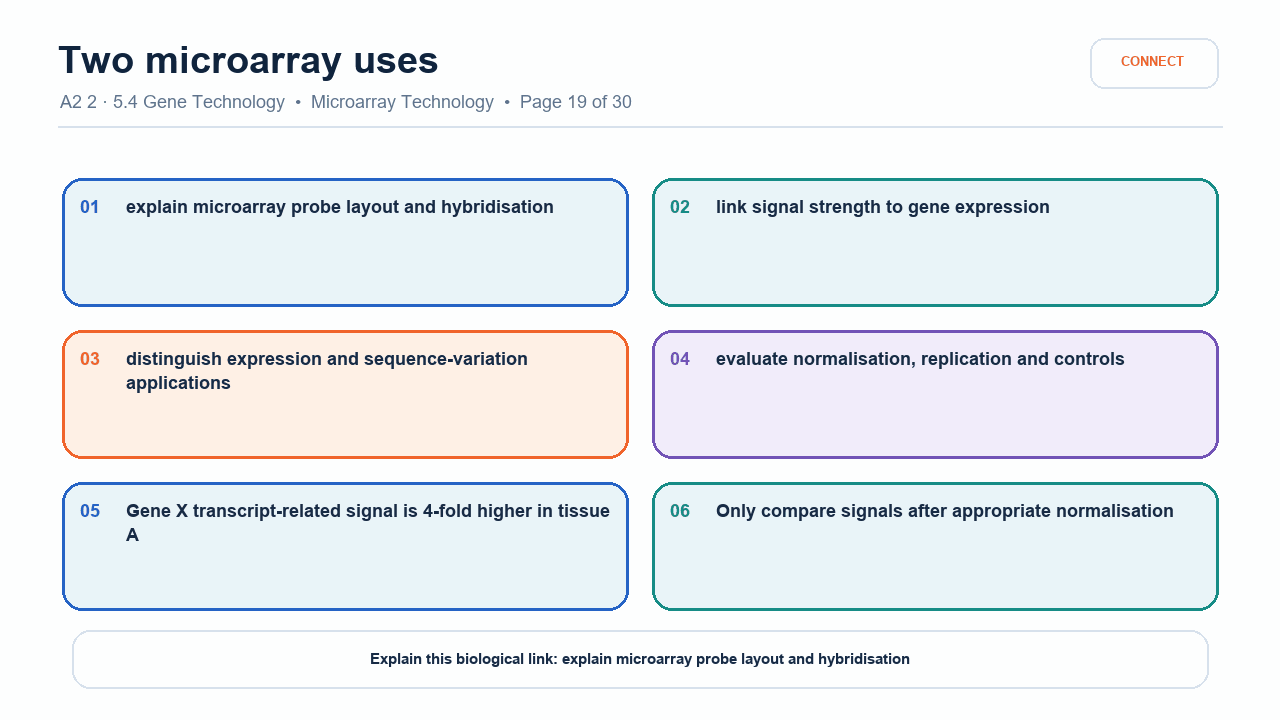 Two microarray uses
CONNECT
A2 2 · 5.4 Gene Technology • Microarray Technology • Page 19 of 30
01 explain microarray probe layout and hybridisation
02 link signal strength to gene expression
03 distinguish expression and sequence-variation
applications
04 evaluate normalisation, replication and controls
05 Gene X transcript-related signal is 4-fold higher in tissue
A
06 Only compare signals after appropriate normalisation
Explain this biological link: explain microarray probe layout and hybridisation